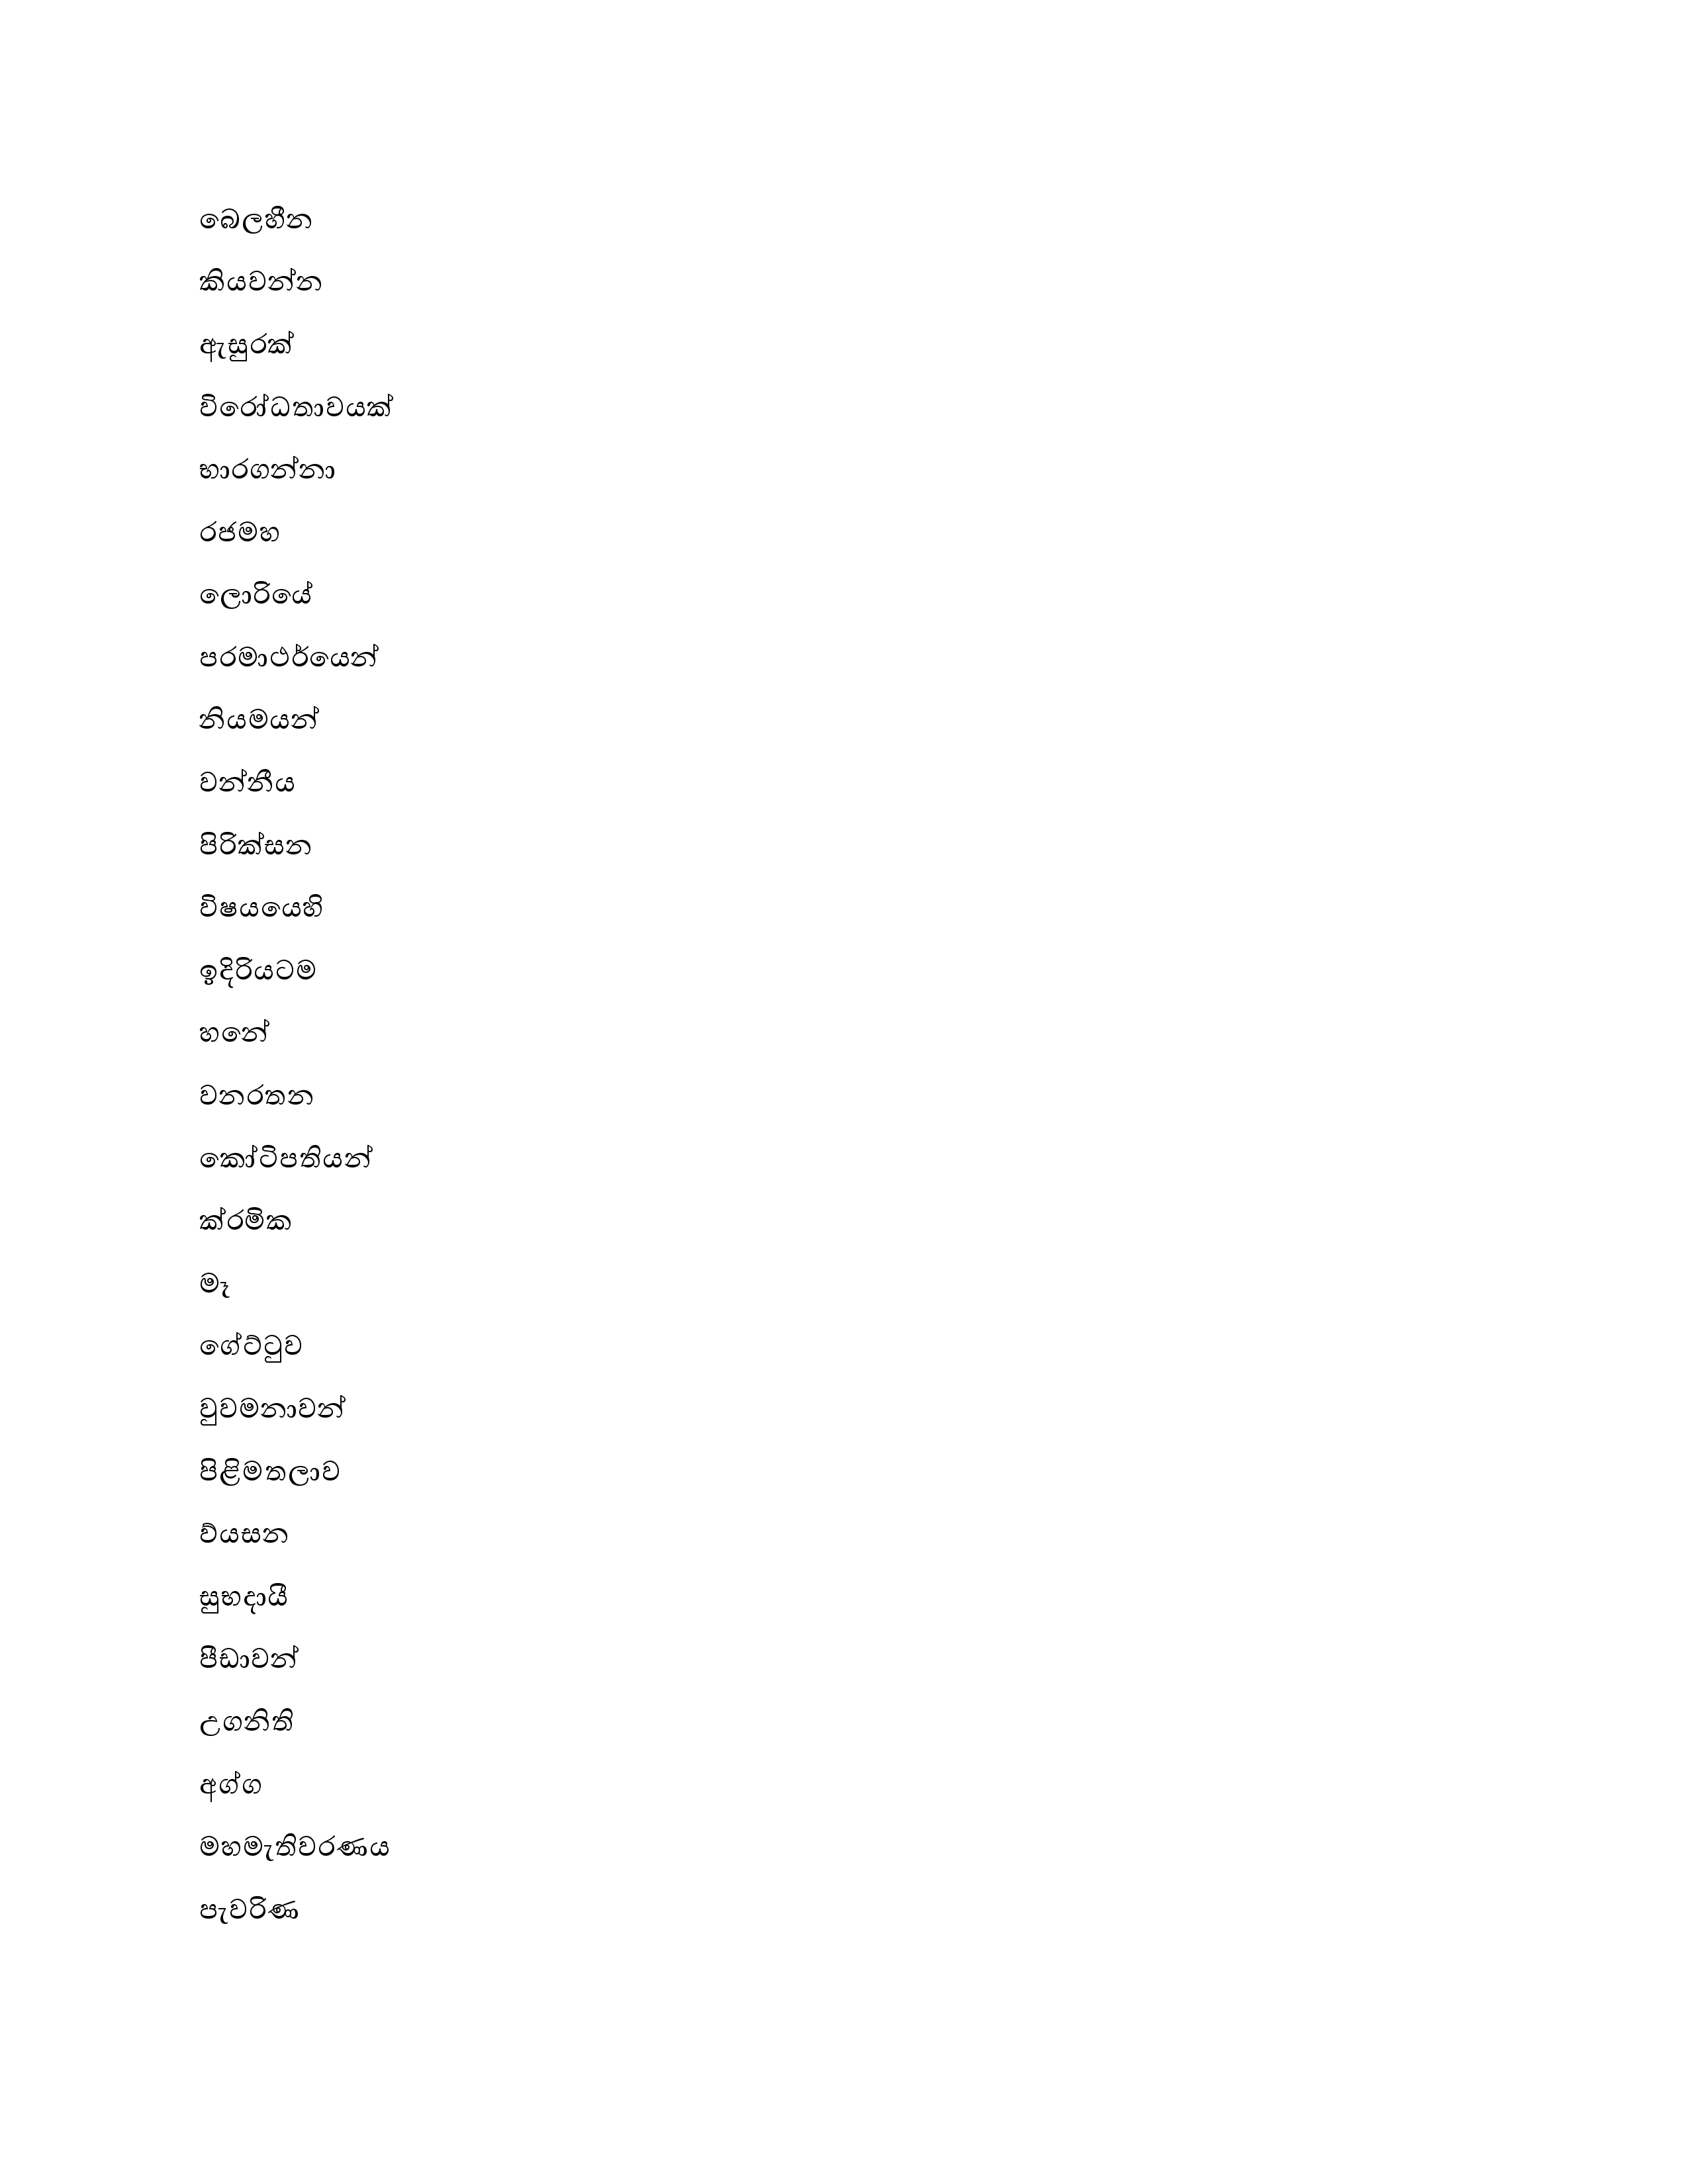 බෙලහීන
කියවන්න
ඇසුරක්
විරෝධතාවයක්
භාරගන්නා
රජමහ
ලොරියේ
පරමාථර්යෙන්
නියමයන්
වන්නීය
පිරික්සන
විෂයයෙහි
ඉදිරියටම
හනේ
වනරතන
කෝටිපතියන්
ක්රමික
මෑ
ගේට්ටුව
වුවමනාවන්
පිළිමතලාව
ව්යසන
සුභදායී
පීඩාවන්
උගනිති
අග්ග
මහමැතිවරණය
පැවරිණ